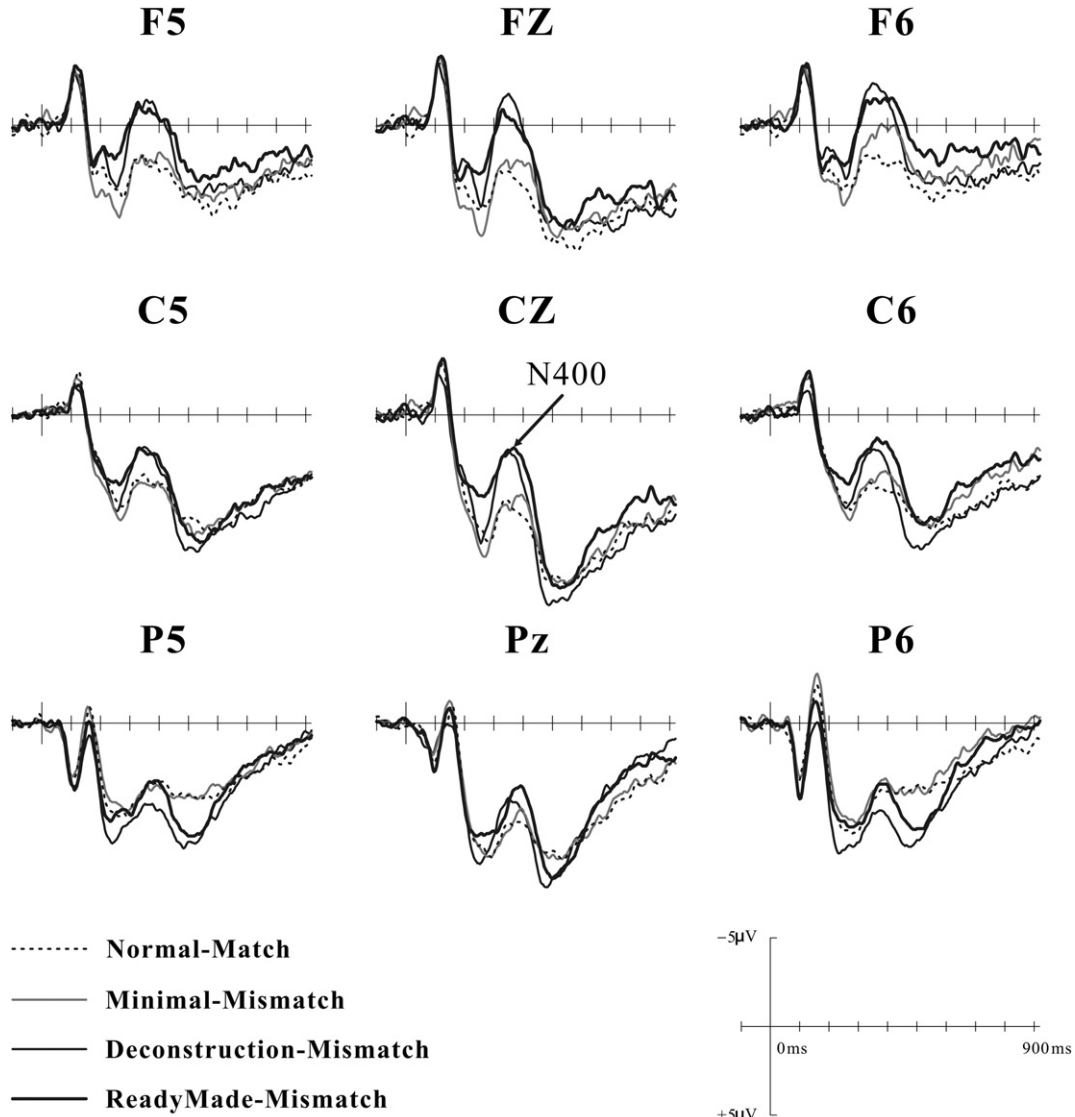 F5 FZ F6
C5 CZ C6
N400
P5 Pz P6
Normal-Match
Minimal-Mismatch
Deconstruction-Mismatch
ReadyMade-Mismatch
−5µV
0ms 900ms
+5µV